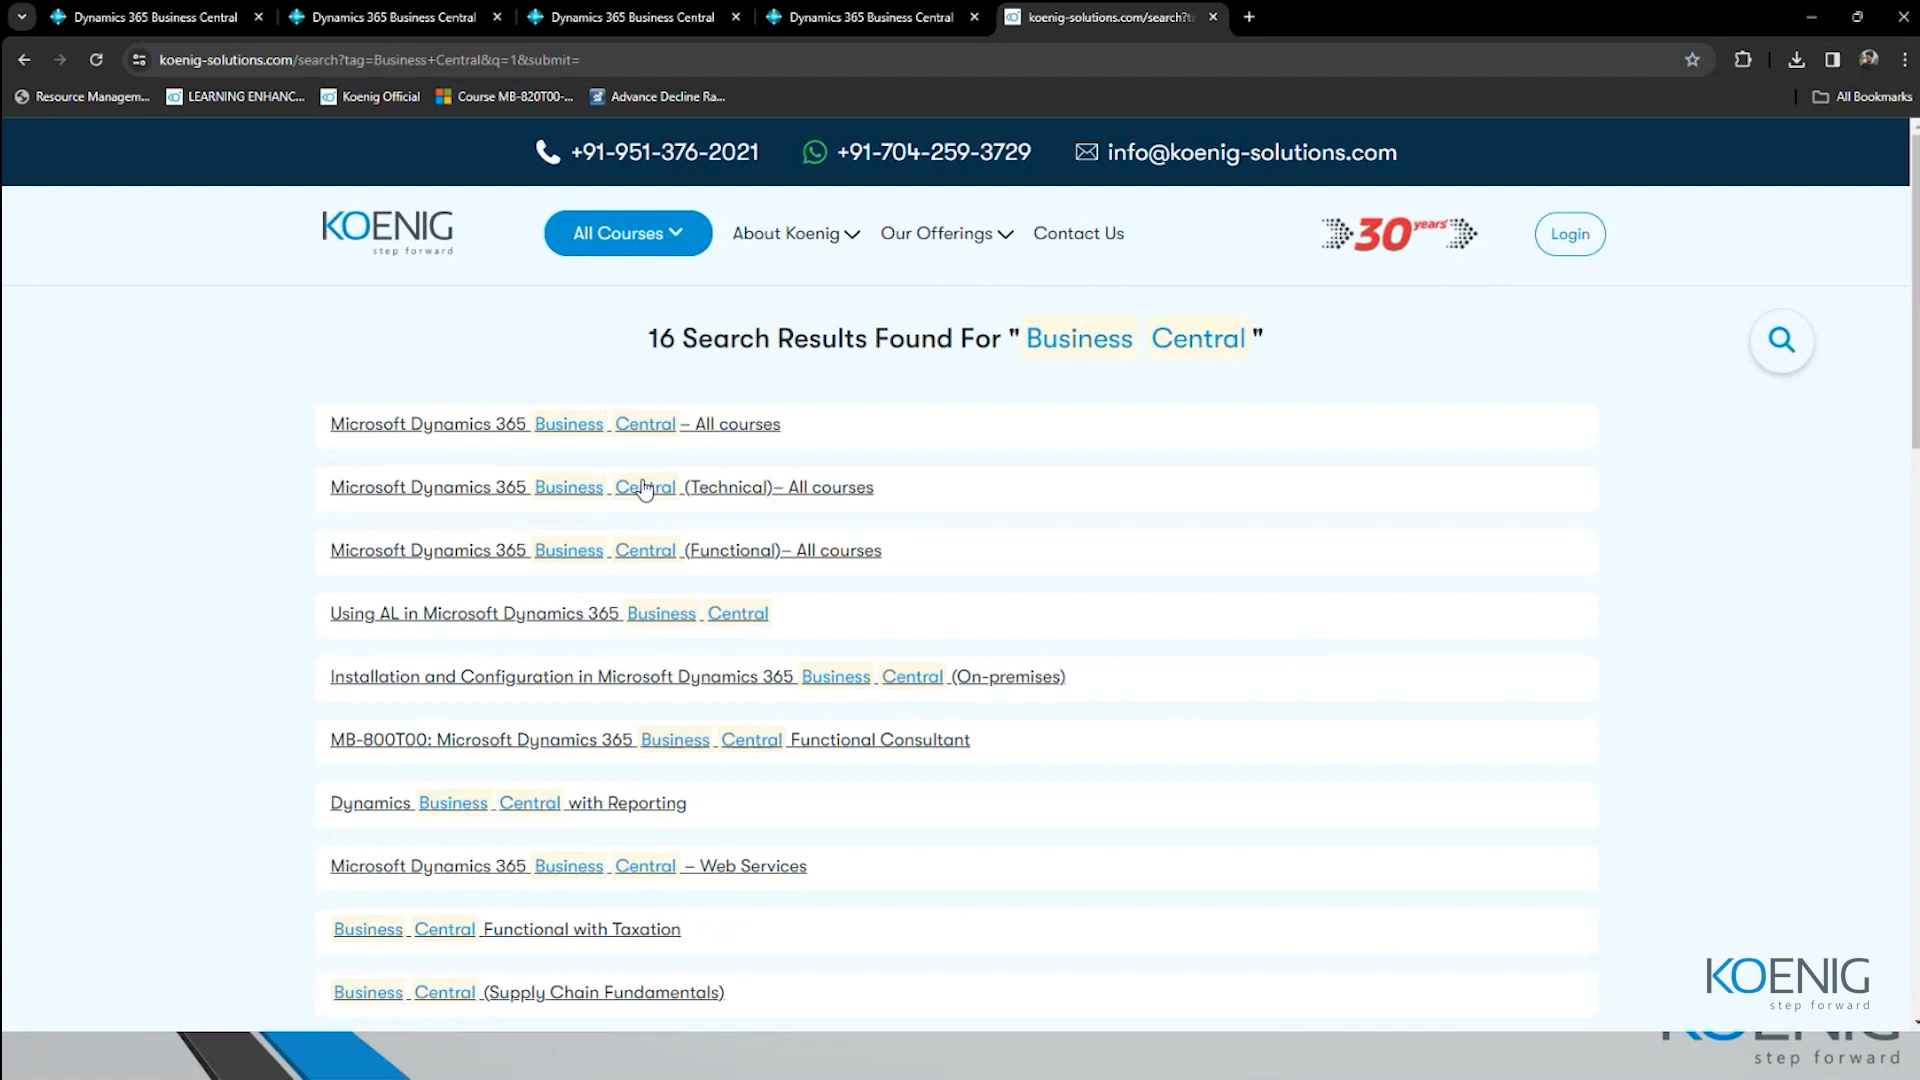 Dynamics 365 Business Central
Dynamics 365 Business Central
Dynamics 365 Business Central
Dynamics 365 Business Central
koenig-solutions.com/search?ta
koenig-solutions.com/search?tag=Business+Central&q=1&submit=
Resource Managem...
LEARNING ENHANC...
Koenig Official
Course MB-820T00-...
Advance Decline Ra...
All Bookmarks
+91-951-376-2021
+91-704-259-3729
info@koenig-solutions.com
KOENIG
step forward
All Courses
About Koenig
Our Offerings
Contact Us
30 years
Login
16 Search Results Found For " Business Central "
Microsoft Dynamics 365 Business Central – All courses
Microsoft Dynamics 365 Business Central (Technical)– All courses
Microsoft Dynamics 365 Business Central (Functional)– All courses
Using AL in Microsoft Dynamics 365 Business Central
Installation and Configuration in Microsoft Dynamics 365 Business Central (On-premises)
MB-800T00: Microsoft Dynamics 365 Business Central Functional Consultant
Dynamics Business Central with Reporting
Microsoft Dynamics 365 Business Central – Web Services
Business Central Functional with Taxation
Business Central (Supply Chain Fundamentals)
KOENIG
step forward
step forward